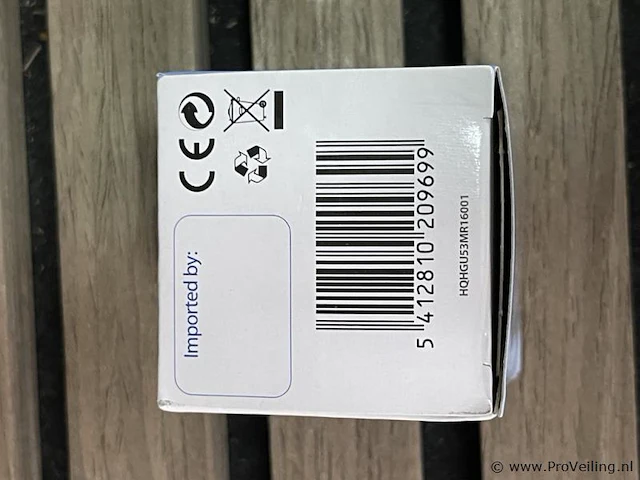 CE
Imported by:
5 412810 209699
HQHGU53MR16001
© www.ProVeiling.nl